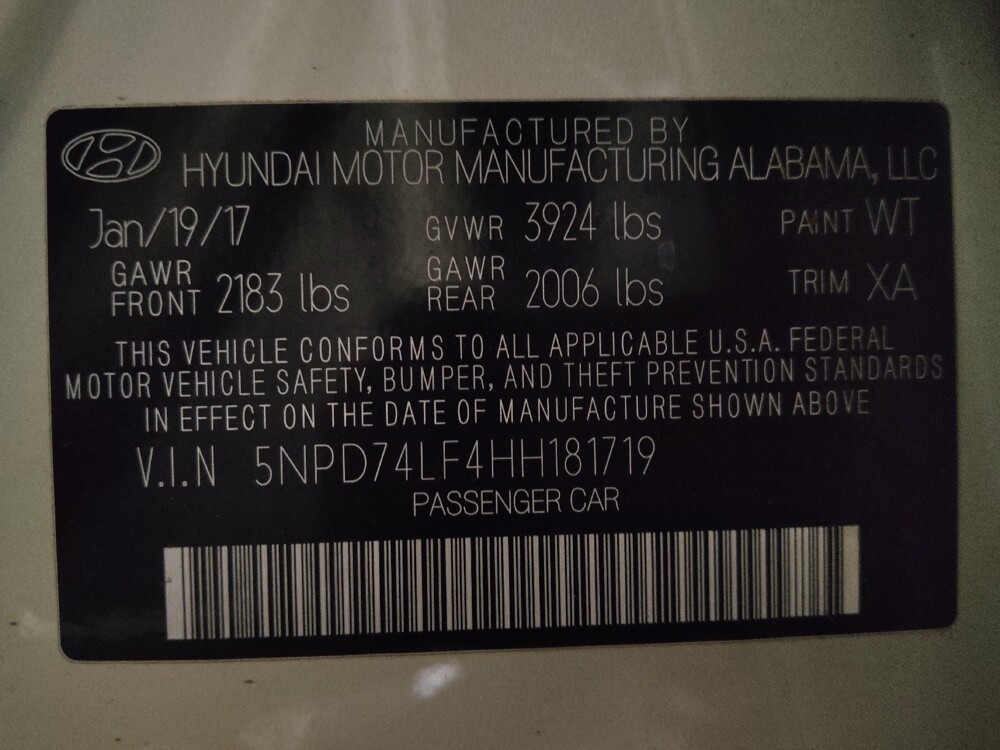 MANUFACTURED BY
HYUNDAI MOTOR MANUFACTURING ALABAMA, LLC
Jan/19/17 GVWR 3924 lbs PAINT WT
GAWR FRONT 2183 lbs GAWR REAR 2006 lbs TRIM XA
THIS VEHICLE CONFORMS TO ALL APPLICABLE U.S.A. FEDERAL
MOTOR VEHICLE SAFETY, BUMPER, AND THEFT PREVENTION STANDARDS
IN EFFECT ON THE DATE OF MANUFACTURE SHOWN ABOVE
V.I.N 5NPD74LF4HH181719
PASSENGER CAR